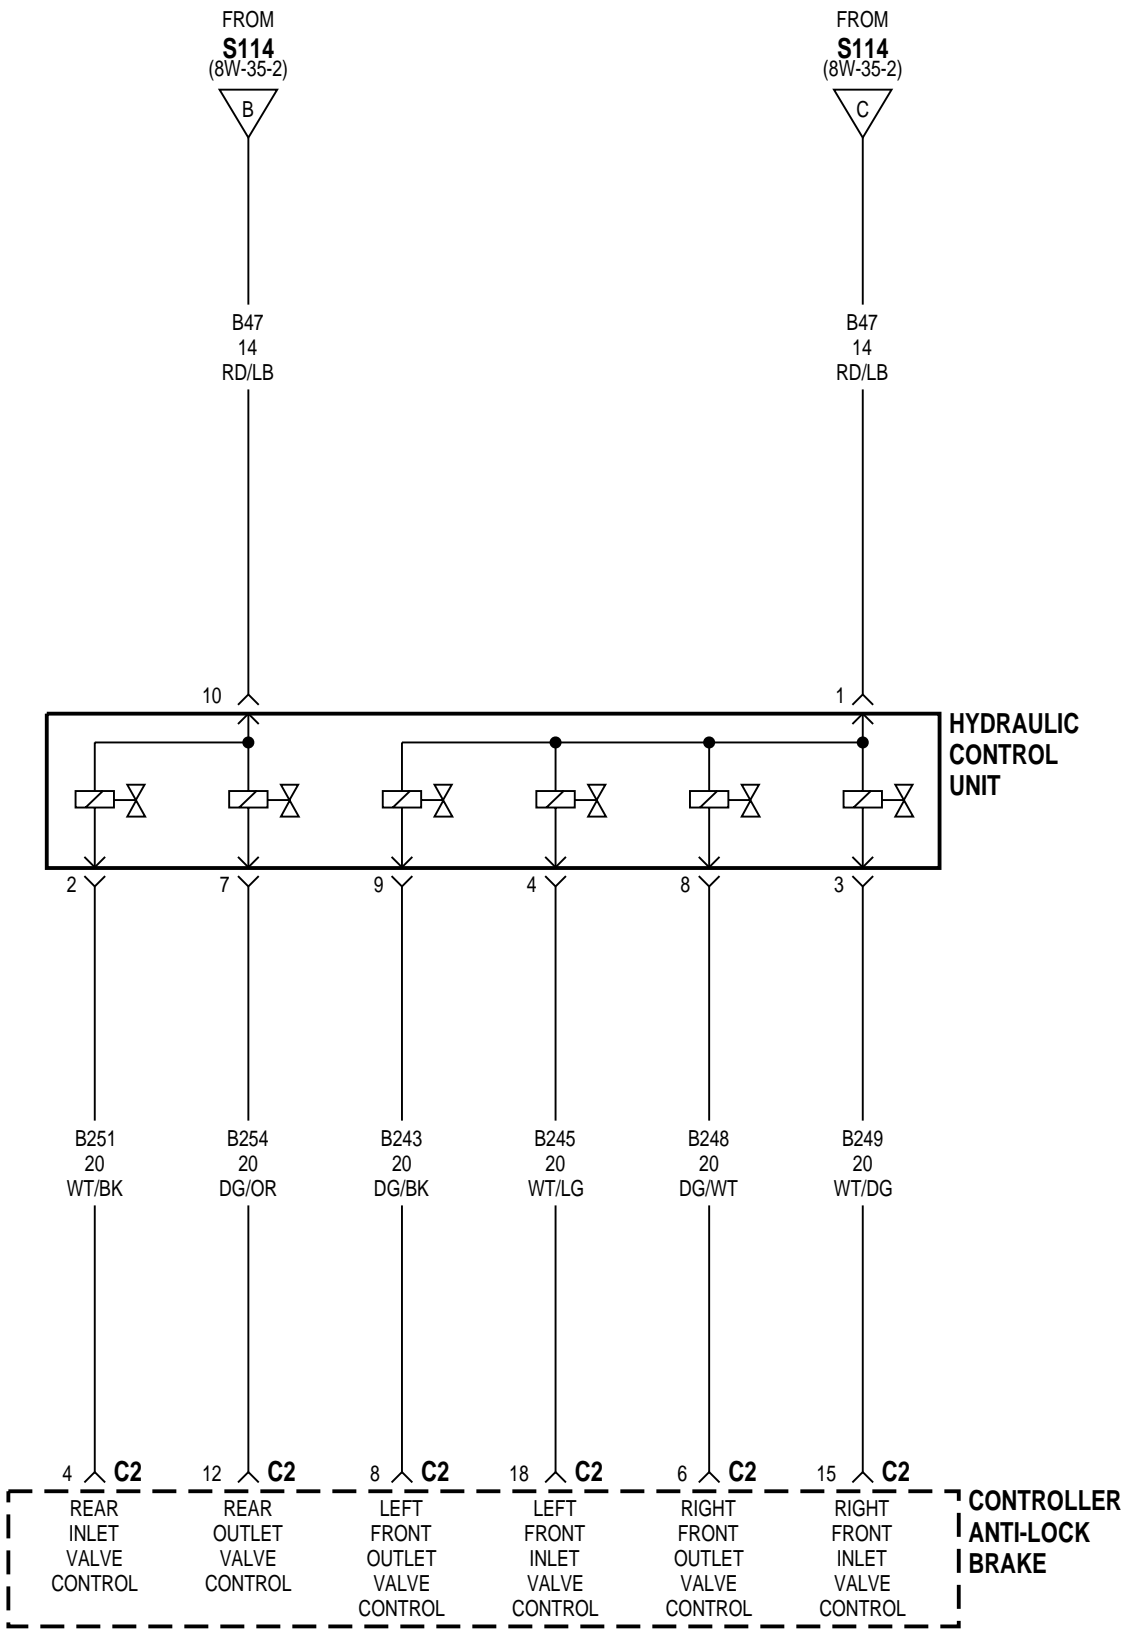 FROM
S114
(8W-35-2)
B
FROM
S114
(8W-35-2)
C
B47
14
RD/LB
B47
14
RD/LB
10
1
HYDRAULIC
CONTROL
UNIT
2
7
9
4
8
3
B251
20
WT/BK
B254
20
DG/OR
B243
20
DG/BK
B245
20
WT/LG
B248
20
DG/WT
B249
20
WT/DG
4 C2
12 C2
8 C2
18 C2
6 C2
15 C2
REAR
INLET
VALVE
CONTROL
REAR
OUTLET
VALVE
CONTROL
LEFT
FRONT
OUTLET
VALVE
CONTROL
LEFT
FRONT
INLET
VALVE
CONTROL
RIGHT
FRONT
OUTLET
VALVE
CONTROL
RIGHT
FRONT
INLET
VALVE
CONTROL
CONTROLLER
ANTI-LOCK
BRAKE